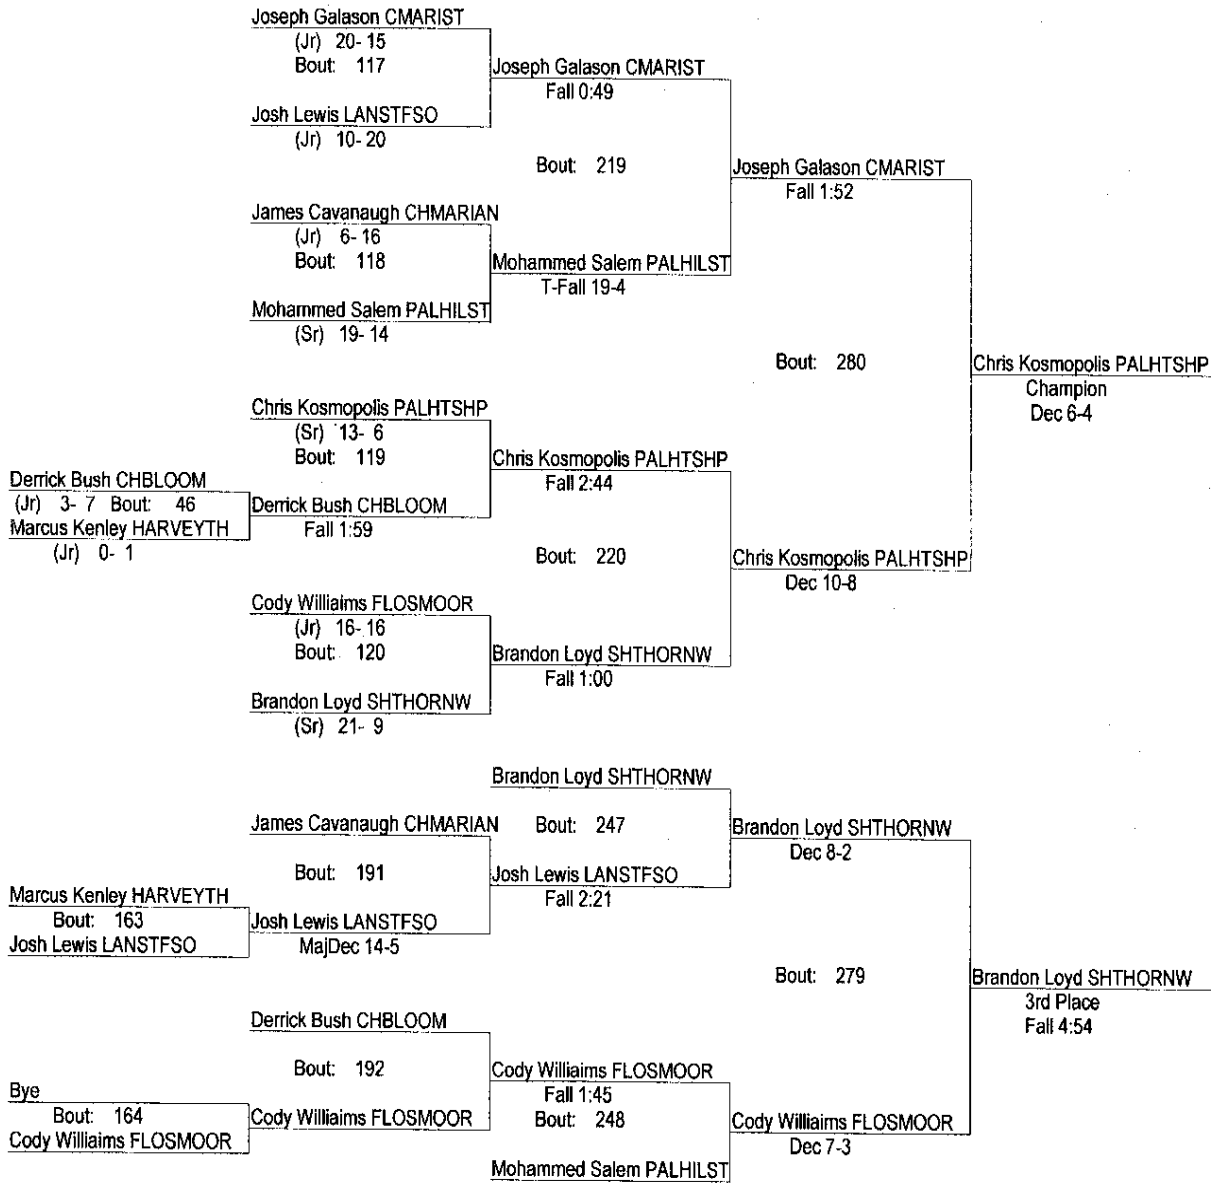 Joseph Galason CMARIST
(Jr) 20- 15
Bout: 117
Joseph Galason CMARIST
Fall 0:49
Josh Lewis LANSTFSO
(Jr) 10- 20
Bout: 219
Joseph Galason CMARIST
Fall 1:52
James Cavanaugh CHMARIAN
(Jr) 6- 16
Bout: 118
Mohammed Salem PALHILST
T-Fall 19-4
Mohammed Salem PALHILST
(Sr) 19- 14
Bout: 280
Chris Kosmopolis PALHTSHP
Champion
Dec 6-4
Chris Kosmopolis PALHTSHP
(Sr) 13- 6
Bout: 119
Chris Kosmopolis PALHTSHP
Fall 2:44
Derrick Bush CHBLOOM
(Jr) 3- 7 Bout: 46
Marcus Kenley HARVEYTH
(Jr) 0- 1
Derrick Bush CHBLOOM
Fall 1:59
Bout: 220
Chris Kosmopolis PALHTSHP
Dec 10-8
Cody Williaims FLOSMOOR
(Jr) 16- 16
Bout: 120
Brandon Loyd SHTHORNW
Fall 1:00
Brandon Loyd SHTHORNW
(Sr) 21- 9
Brandon Loyd SHTHORNW
James Cavanaugh CHMARIAN
Bout: 247
Brandon Loyd SHTHORNW
Dec 8-2
Bout: 191
Josh Lewis LANSTFSO
Fall 2:21
Marcus Kenley HARVEYTH
Bout: 163
Josh Lewis LANSTFSO
Josh Lewis LANSTFSO
MajDec 14-5
Bout: 279
Brandon Loyd SHTHORNW
3rd Place
Fall 4:54
Derrick Bush CHBLOOM
Bout: 192
Cody Williaims FLOSMOOR
Fall 1:45
Bye
Bout: 164
Cody Williaims FLOSMOOR
Cody Williaims FLOSMOOR
Bout: 248
Cody Williaims FLOSMOOR
Dec 7-3
Mohammed Salem PALHILST